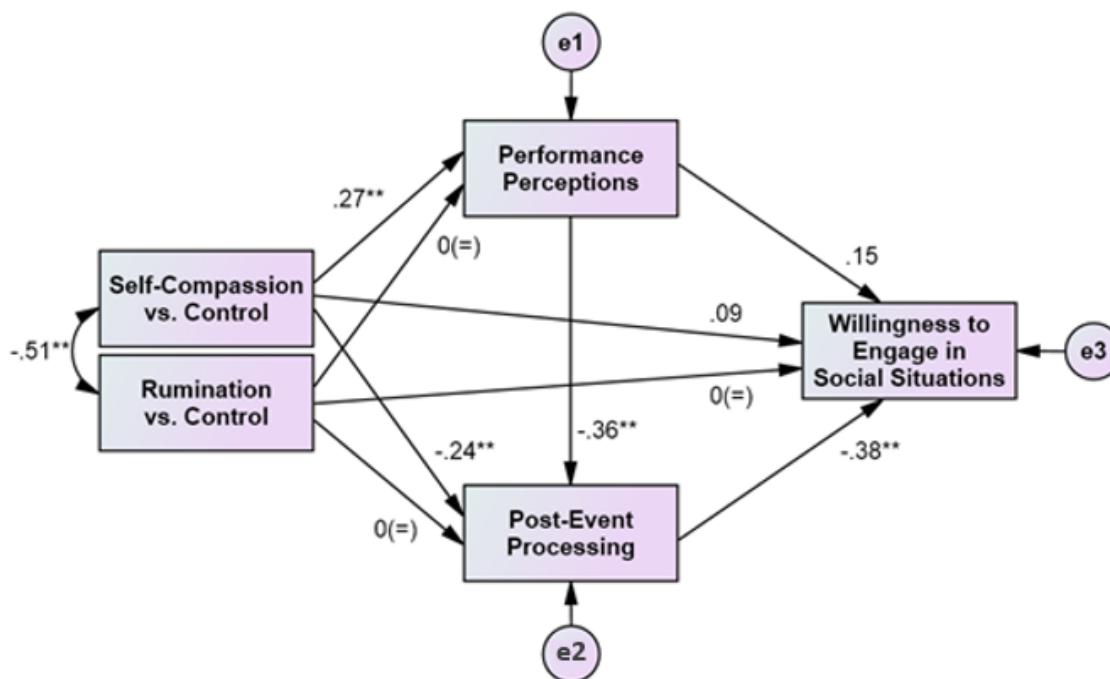 e1
Performance
Perceptions
.27**
0(=)
.15
Self-Compassion
vs. Control
-.51**
Rumination
vs. Control
.09
0(=)
Willingness to
Engage in
Social Situations
e3
-.24**
-.36**
-.38**
0(=)
Post-Event
Processing
e2